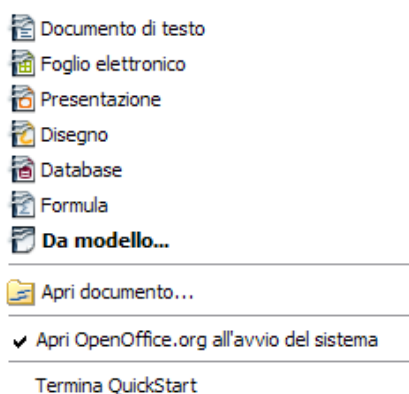 Documento di testo
Foglio elettronico
Presentazione
Disegno
Database
Formula
Da modello...
Apri documento...
Apri OpenOffice.org all'avvio del sistema
Termina QuickStart